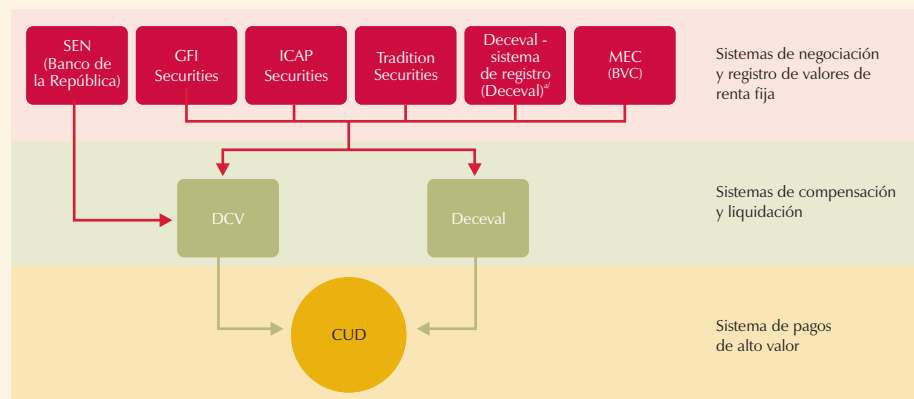 SEN
(Banco de
la República)
GFI
Securities
ICAP
Securities
Tradition
Securities
Deceval -
sistema
de registro
(Deceval)a/
MEC
(BVC)
Sistemas de negociación
y registro de valores de
renta fija
DCV
Deceval
Sistemas de compensación
y liquidación
CUD
Sistema de pagos
de alto valor